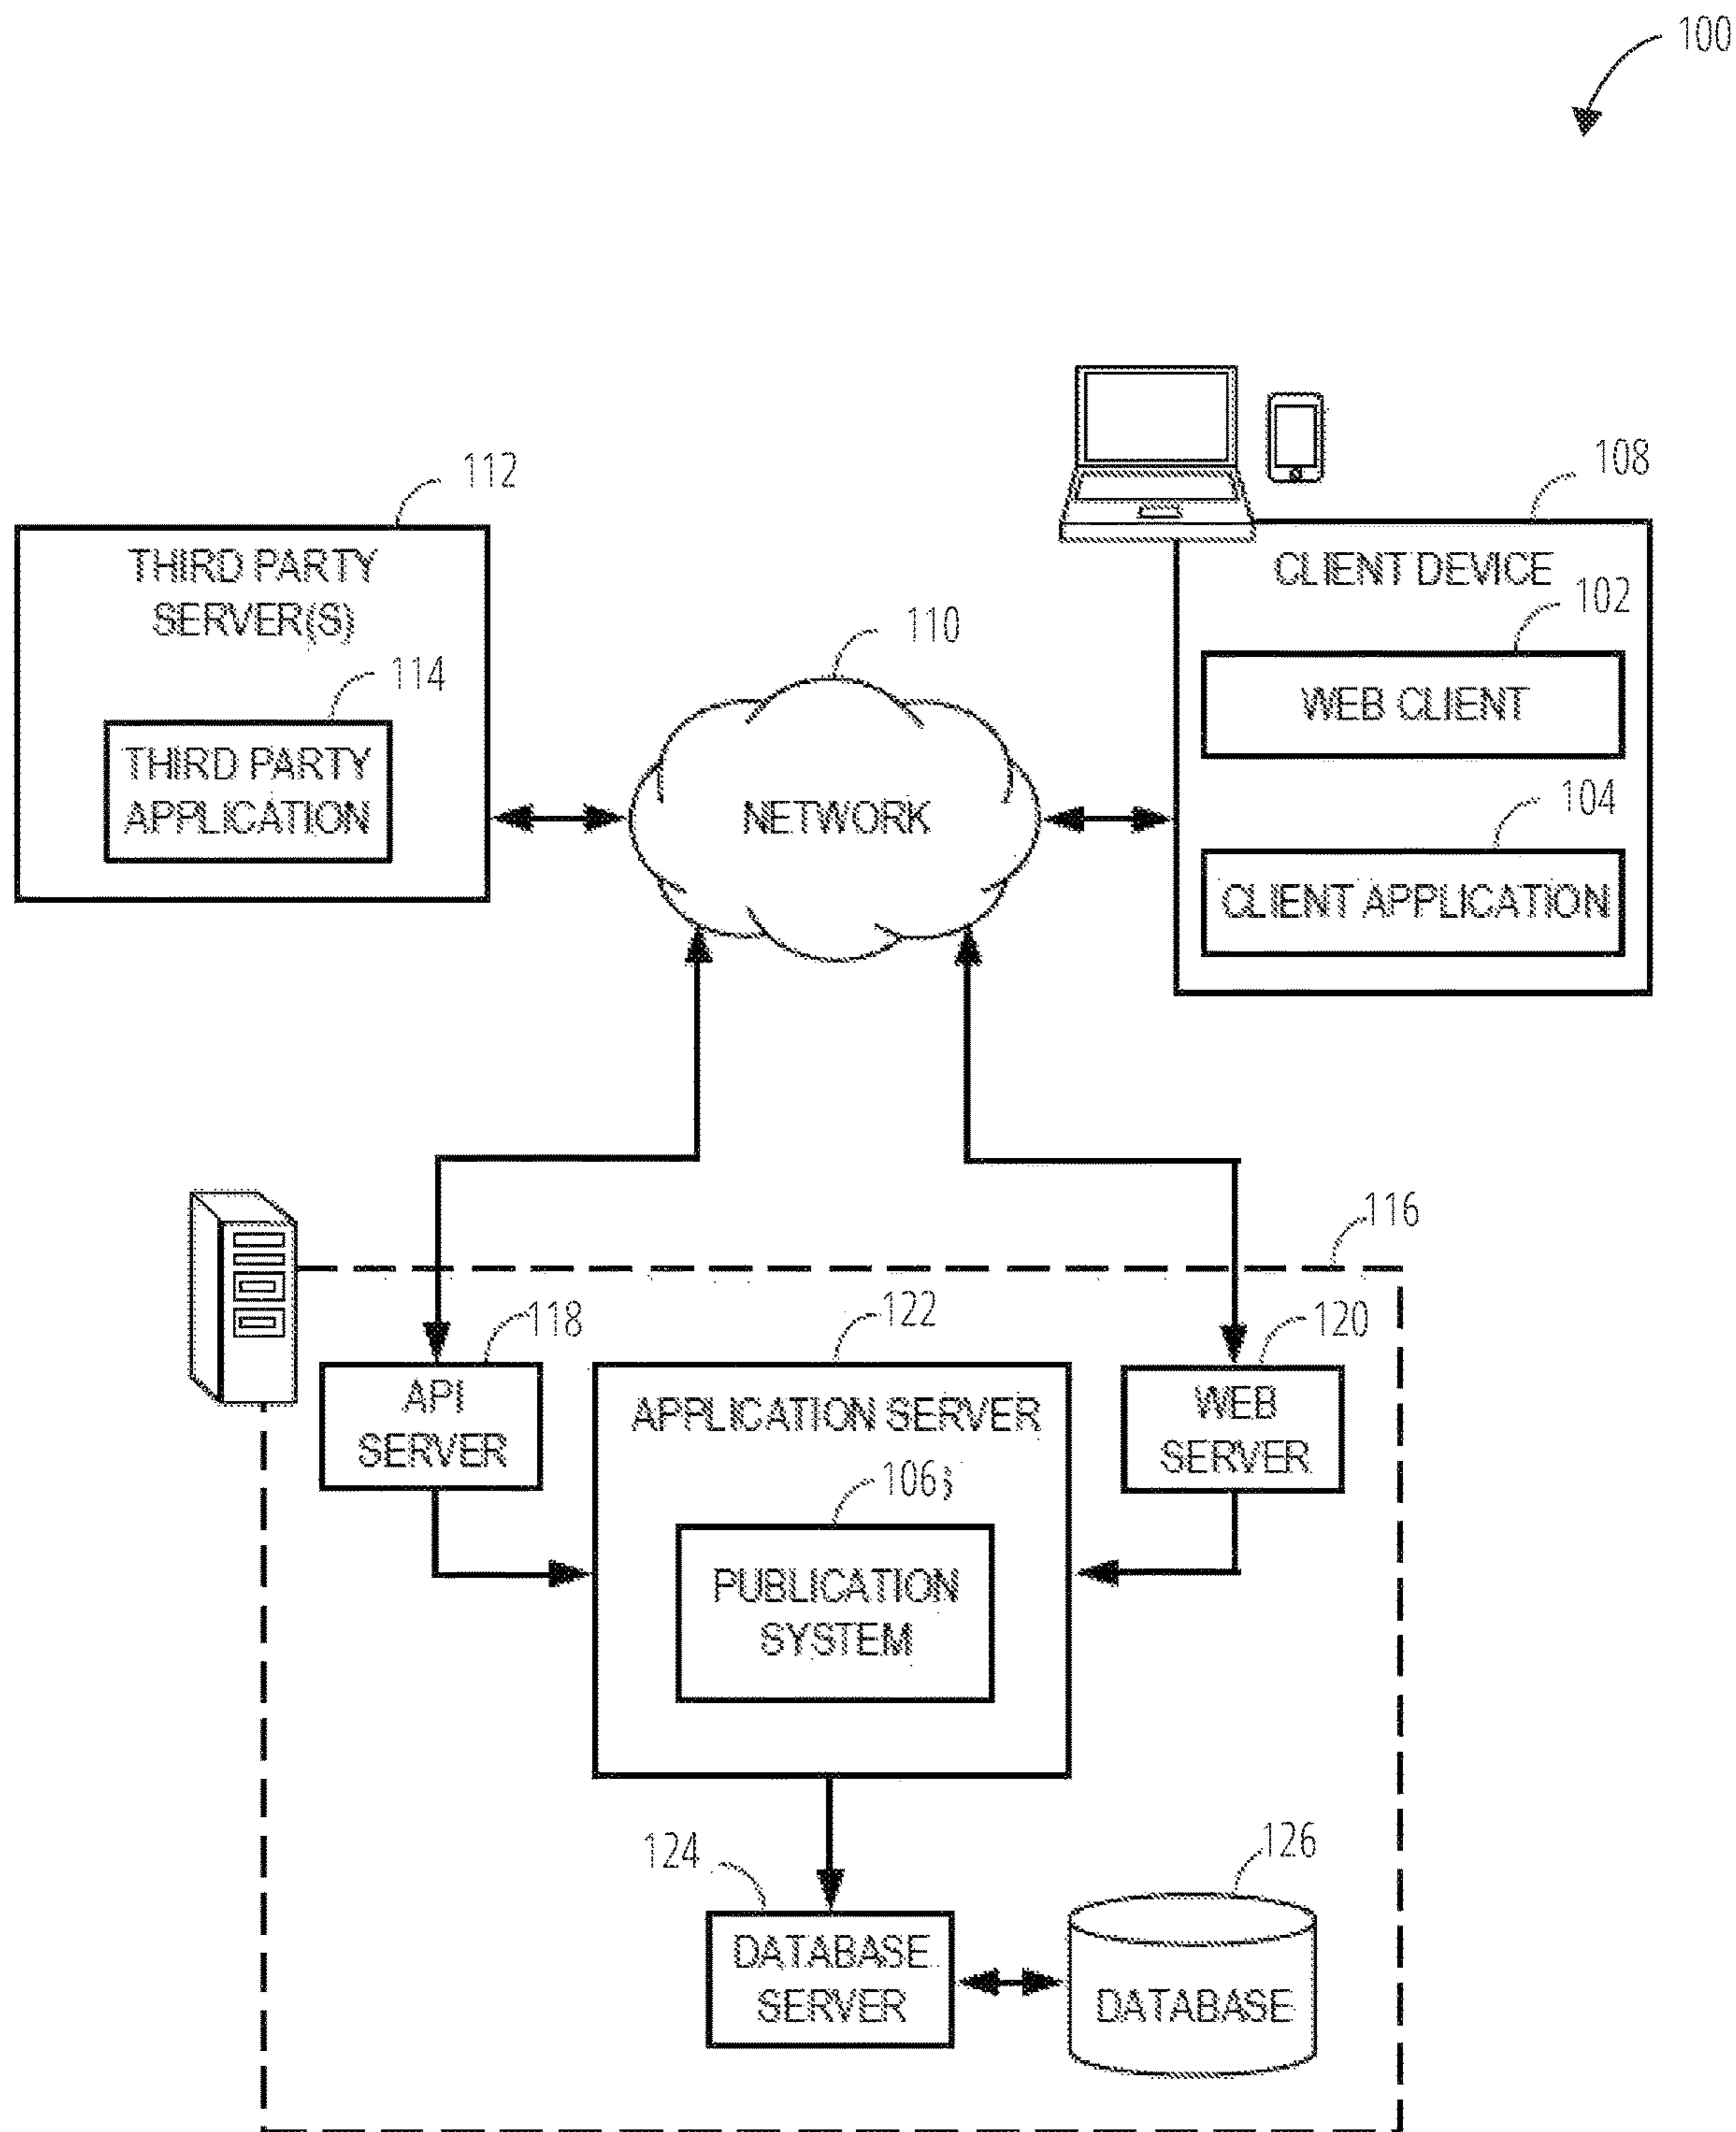 100
112
THIRD PARTY
SERVER(S)
114
THIRD PARTY
APPLICATION
110
NETWORK
108
CLIENT DEVICE
102
WEB CLIENT
104
CLIENT APPLICATION
116
118
API
SERVER
122
APPLICATION SERVER
106
PUBLICATION
SYSTEM
120
WEB
SERVER
124
DATABASE
SERVER
126
DATABASE